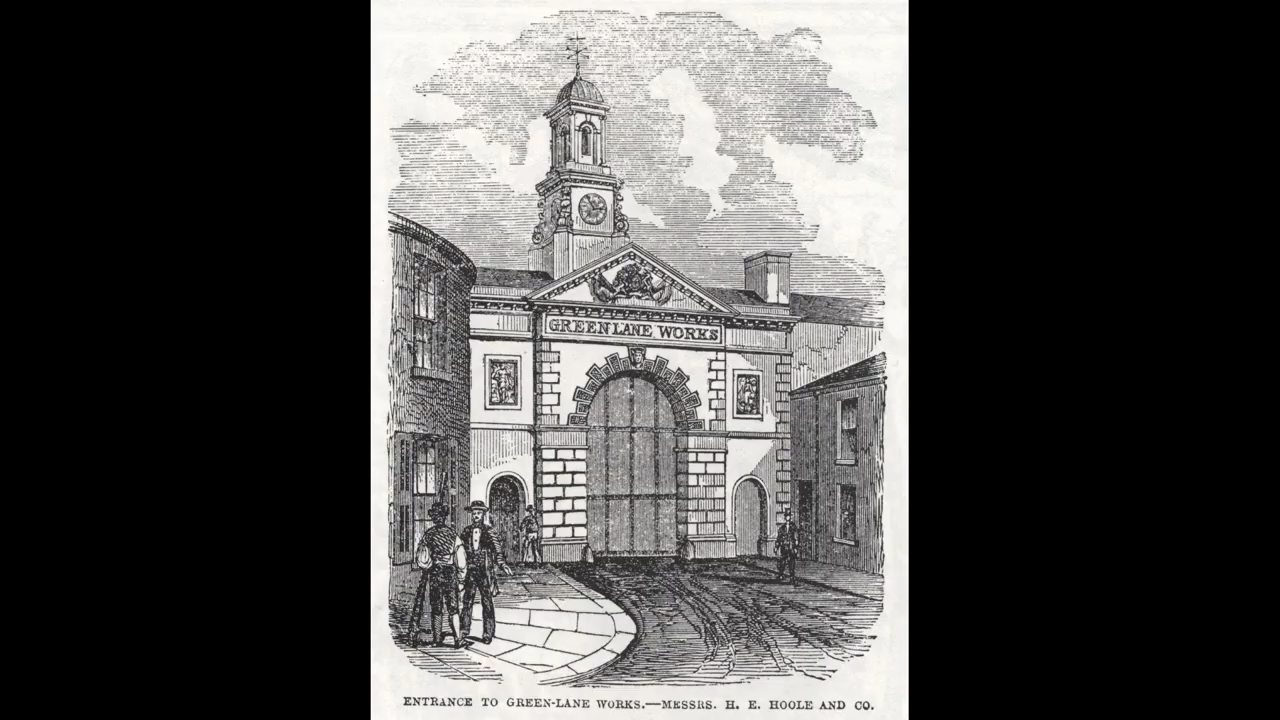 GREEN LANE WORKS
ENTRANCE TO GREEN-LANE WORKS.—MESSRS. H. E. HOOLE AND CO.